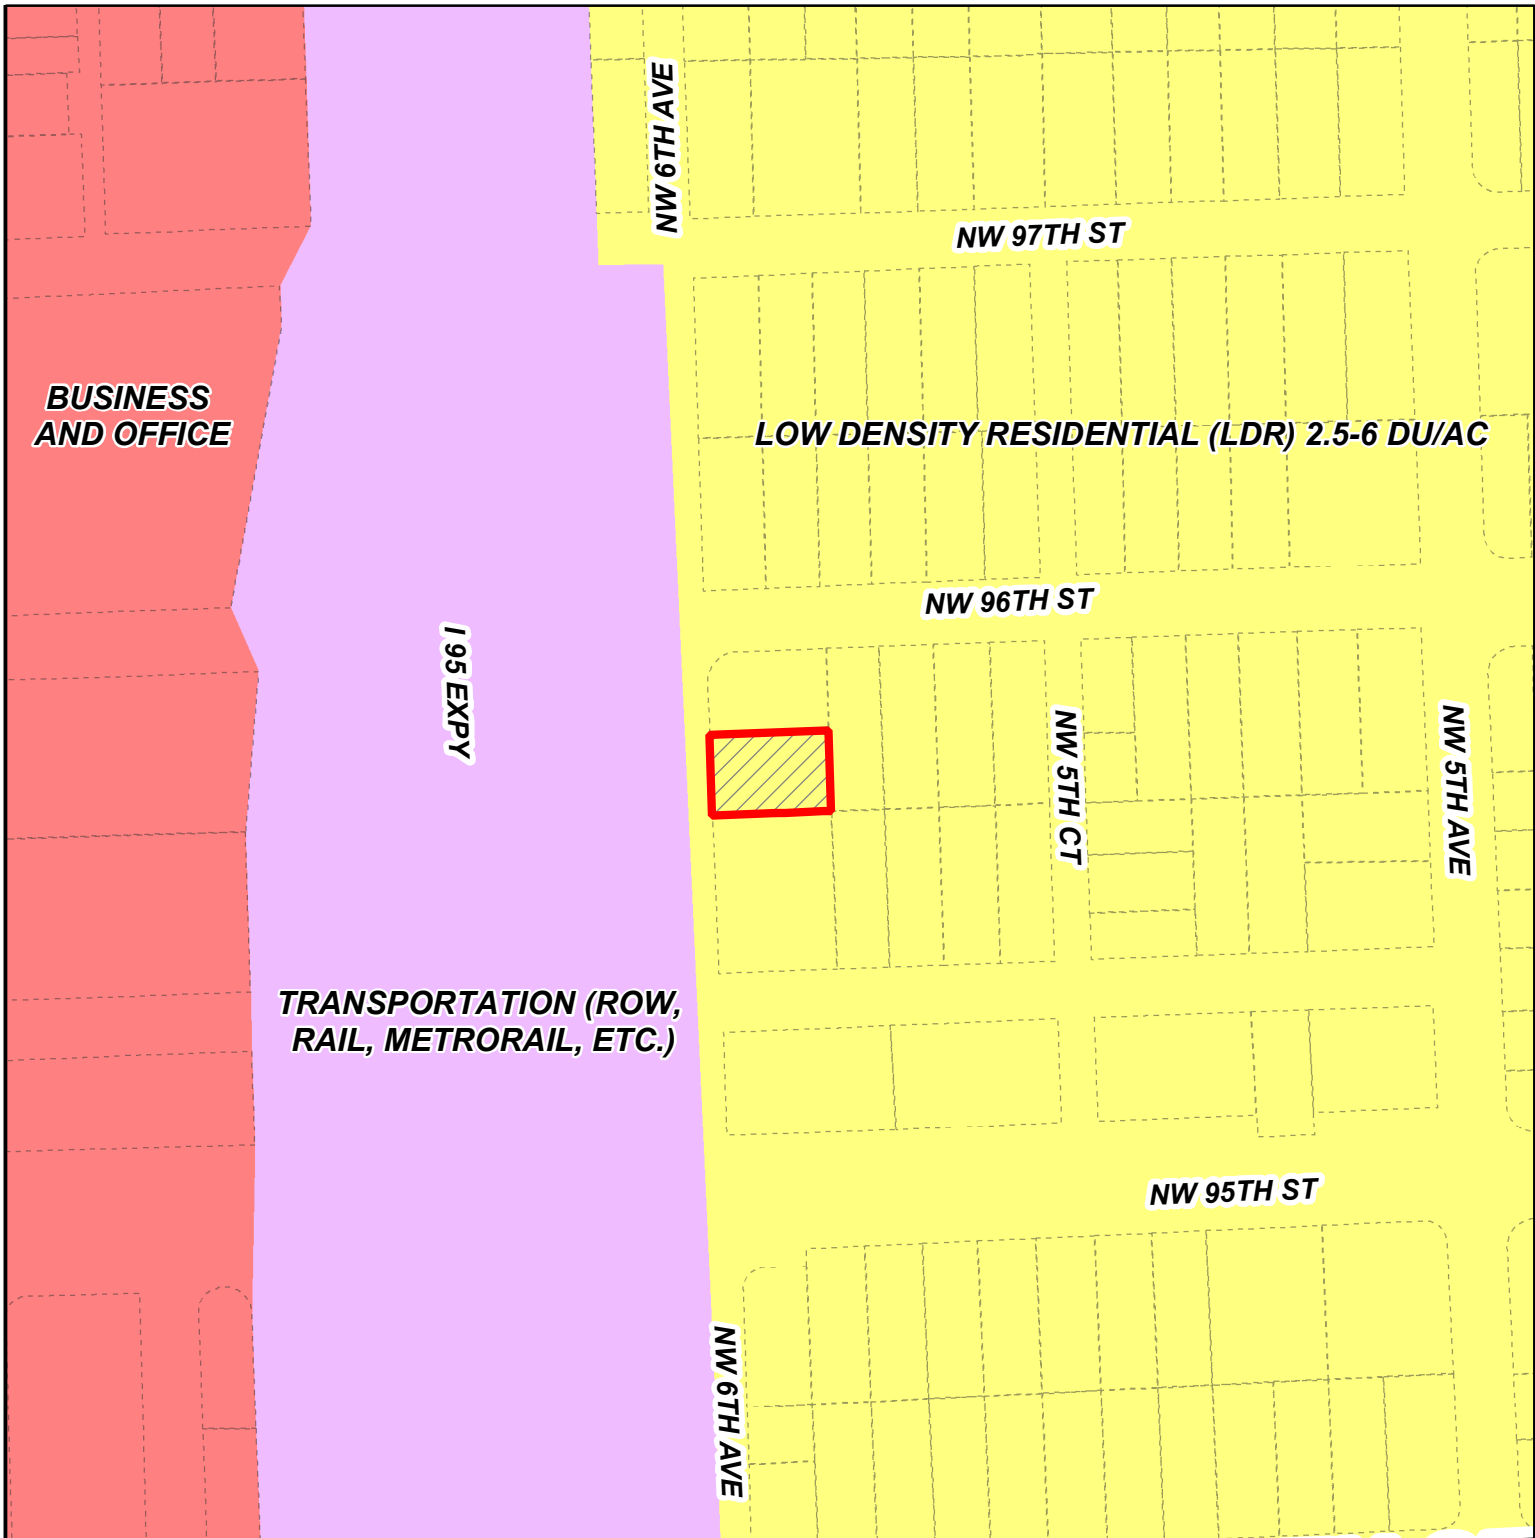 NW 6TH AVE
NW 97TH ST
BUSINESS
AND OFFICE
LOW DENSITY RESIDENTIAL (LDR) 2.5-6 DU/AC
NW 96TH ST
I 95 EXPY
NW 5TH CT
NW 5TH AVE
TRANSPORTATION (ROW,
RAIL, METRORAIL, ETC.)
NW 95TH ST
NW 6TH AVE